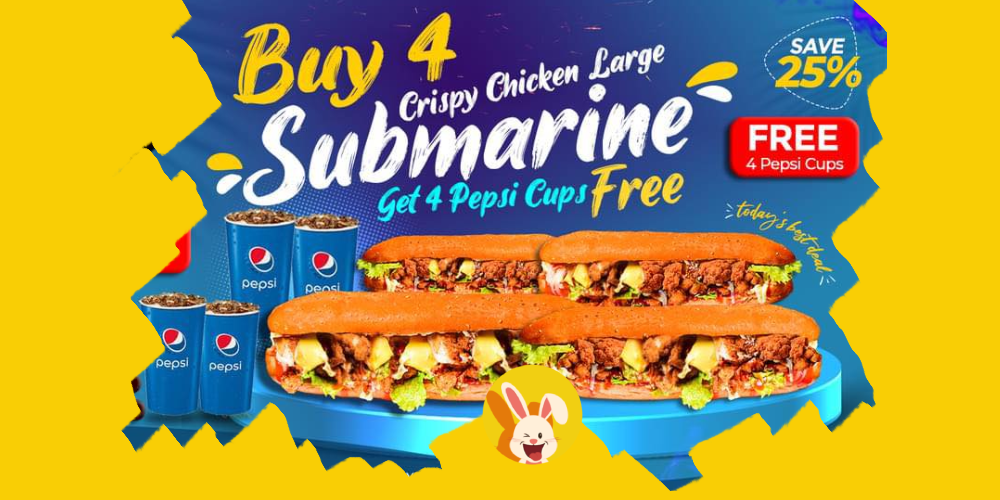 Buy 4
Crispy Chicken Large
Submarine
Get 4 Pepsi Cups Free
SAVE
25%
FREE
4 Pepsi Cups
today's best deal
pepsi
pepsi
pepsi
pepsi